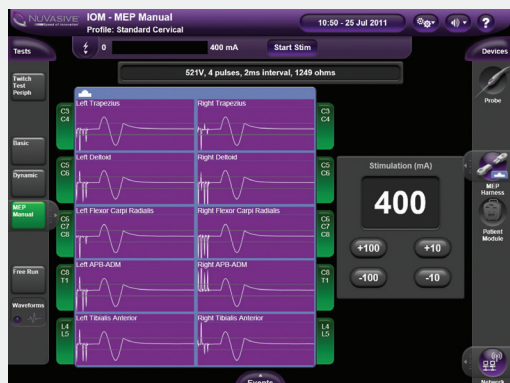 NUVASIVE
IOM - MEP Manual
Profile: Standard Cervical
10:50 - 25 Jul 2011
?
Tests
0
400 mA
Start Stim
Devices
521V, 4 pulses, 2ms interval, 1249 ohms
Twitch
Test
Periph
Basic
Dynamic
MEP
Manual
Free Run
Waveforms
C3
C4
Left Trapezius
Right Trapezius
C3
C4
C5
C6
Left Deltoid
Right Deltoid
C5
C6
C6
C7
C8
Left Flexor Carpi Radialis
Right Flexor Carpi Radialis
C6
C7
C8
C8
T1
Left APB-ADM
Right APB-ADM
C8
T1
L4
L5
Left Tibialis Anterior
Right Tibialis Anterior
L4
L5
Stimulation (mA)
400
+100
+10
-100
-10
Probe
MEP
Harness
Patient
Module
Network
Events